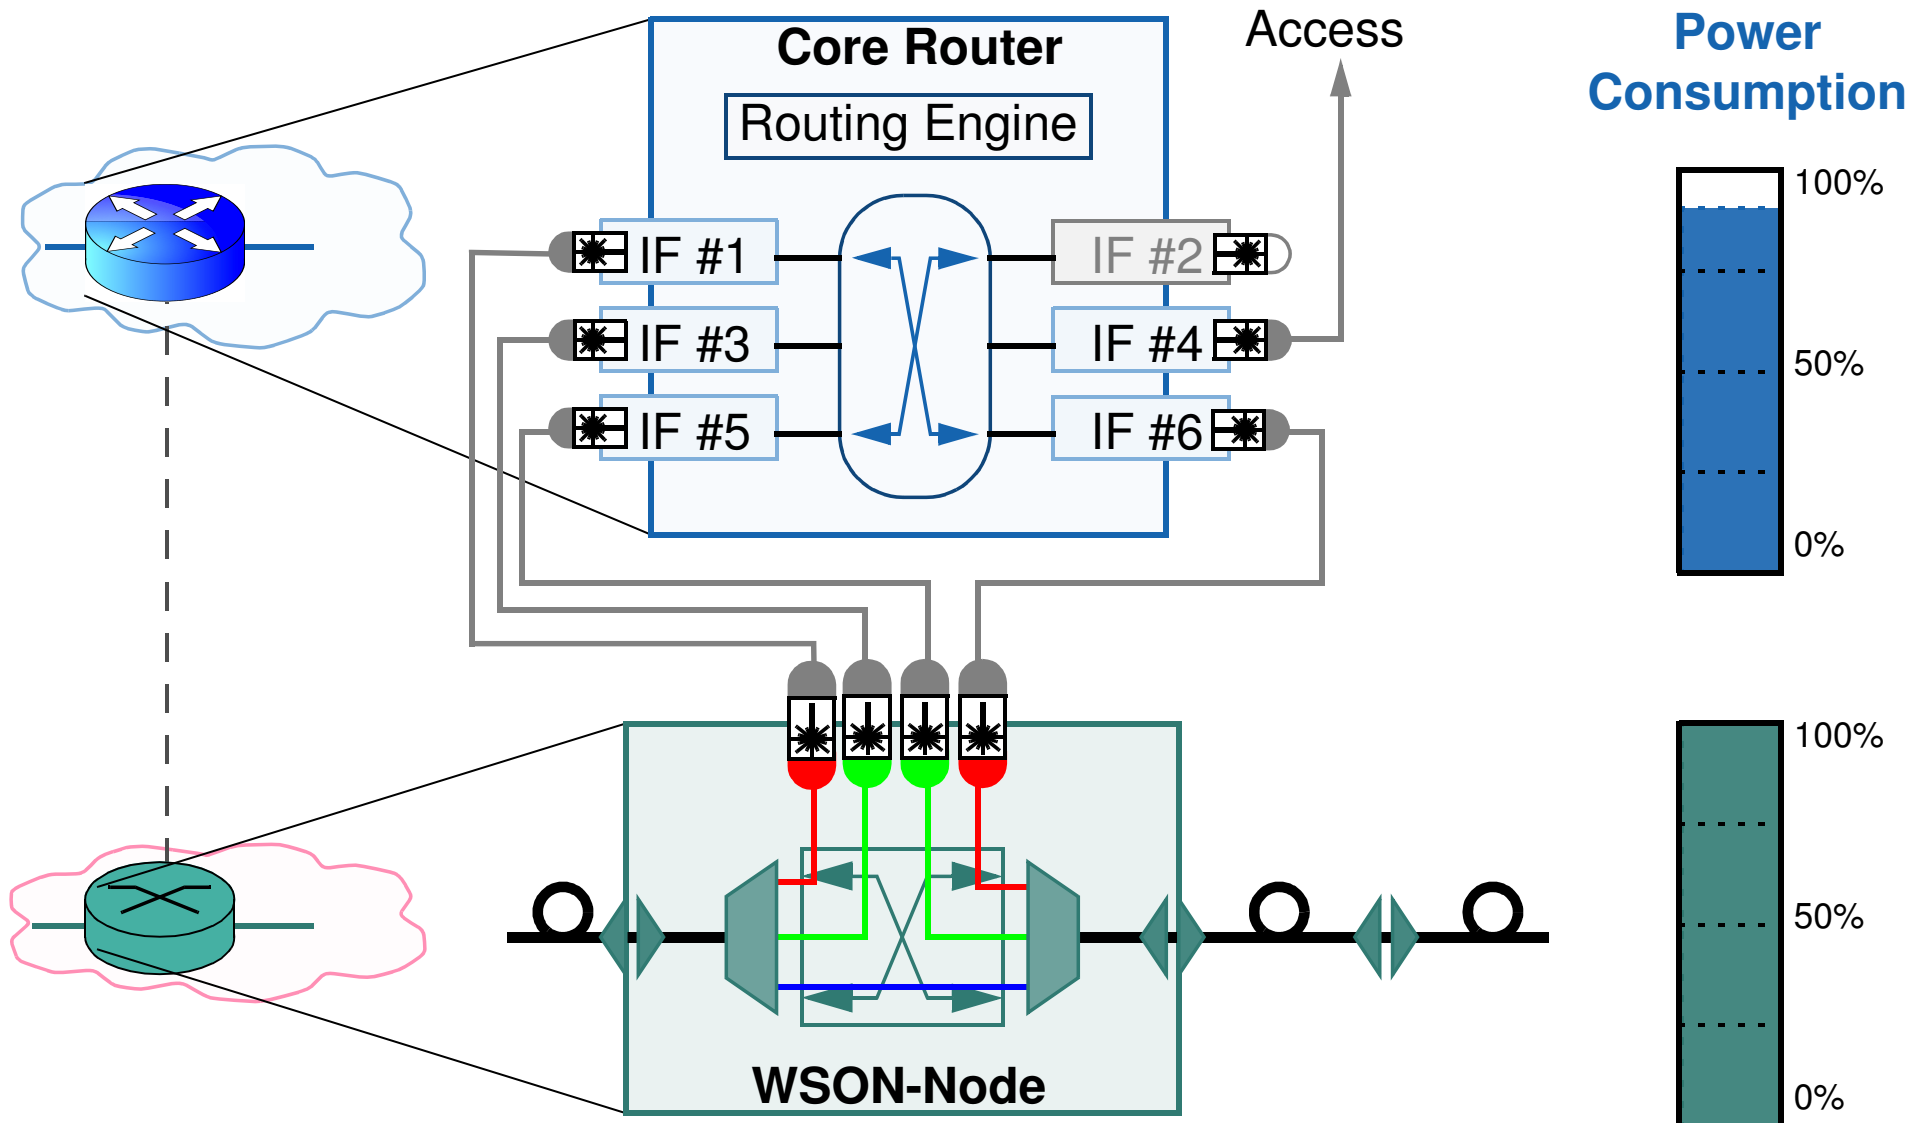 Core Router
Routing Engine
IF #1
IF #2
IF #3
IF #4
IF #5
IF #6
Access
Power
Consumption
100%
50%
0%
100%
50%
0%
WSON-Node